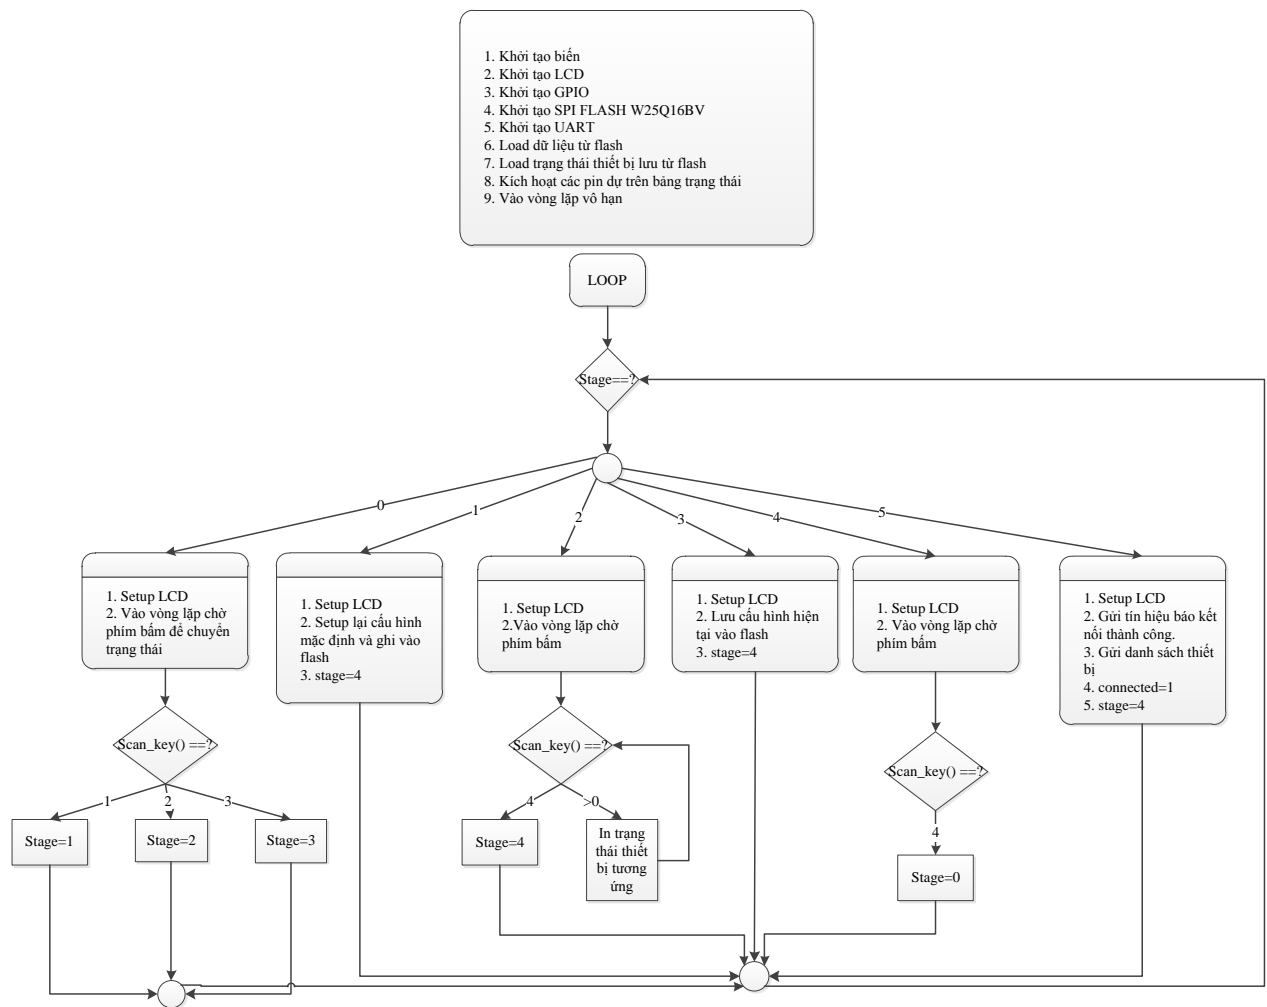 1. Khởi tạo biến
2. Khởi tạo LCD
3. Khởi tạo GPIO
4. Khởi tạo SPI FLASH W25Q16BV
5. Khởi tạo UART
6. Load dữ liệu từ flash
7. Load trạng thái thiết bị lưu từ flash
8. Kích hoạt các pin dự trên bảng trạng thái
9. Vào vòng lặp vô hạn
LOOP
Stage==?
0
1
2
3
4
5
1. Setup LCD
2. Vào vòng lặp chờ
phím bấm để chuyển
trạng thái
1. Setup LCD
2. Setup lại cấu hình
mặc định và ghi vào
flash
3. stage=4
1. Setup LCD
2.Vào vòng lặp chờ
phím bấm
1. Setup LCD
2. Lưu cấu hình hiện
tại vào flash
3. stage=4
1. Setup LCD
2. Vào vòng lặp chờ
phím bấm
1. Setup LCD
2. Gửi tín hiệu báo kết
nối thành công.
3. Gửi danh sách thiết
bị
4. connected=1
5. stage=4
Scan_key() ==?
1
2
3
Stage=1
Stage=2
Stage=3
Scan_key() ==?
4
>0
Stage=4
In trạng
thái thiết
bị tương
ứng
Scan_key() ==?
4
Stage=0